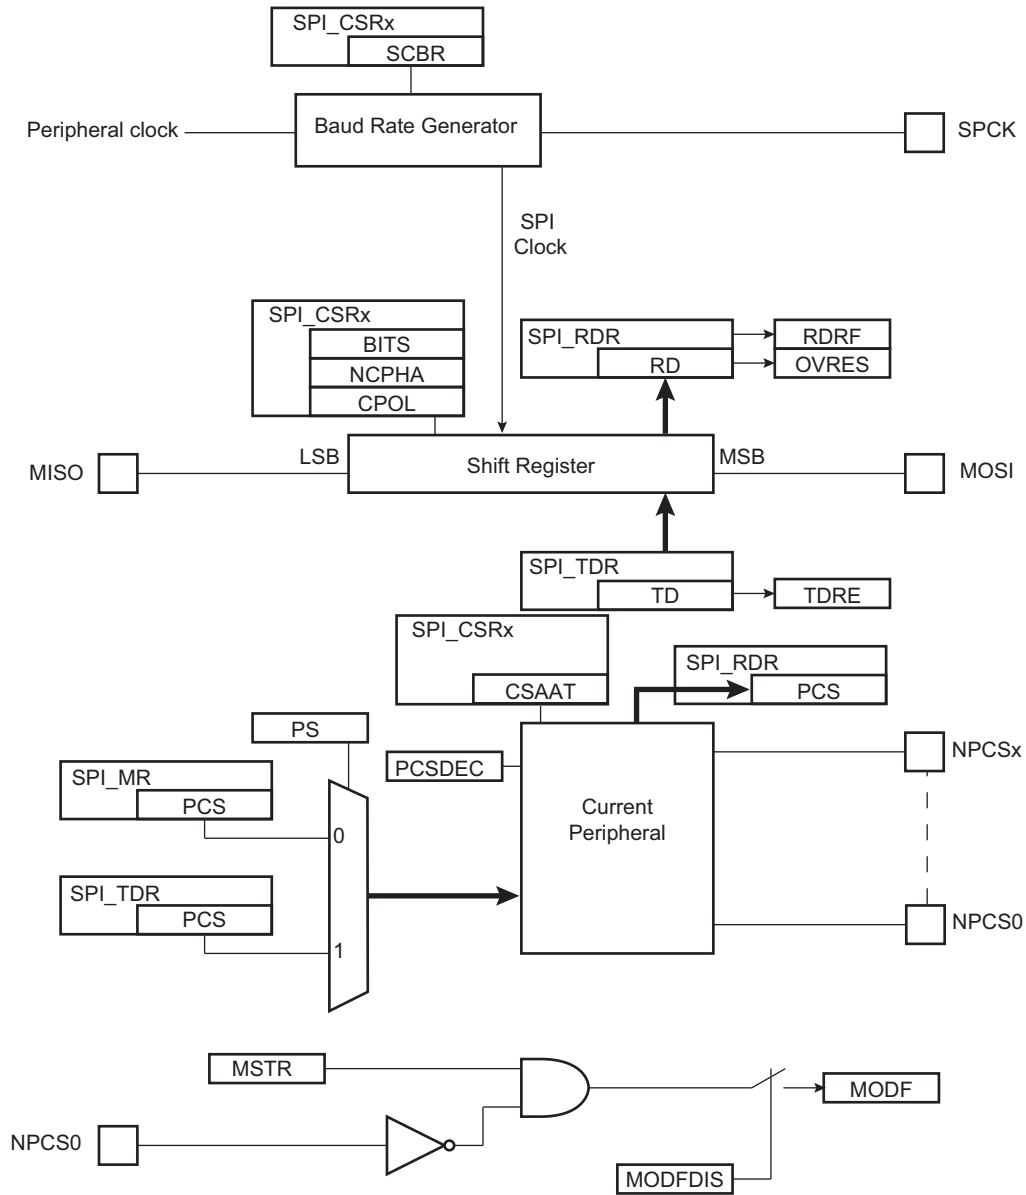 SPI_CSRx
SCBR
Peripheral clock
Baud Rate Generator
SPCK
SPI
Clock
SPI_CSRx
BITS
NCPHA
CPOL
SPI_RDR
RD
RDRF
OVRES
MISO
LSB
Shift Register
MSB
MOSI
SPI_TDR
TD
TDRE
SPI_CSRx
CSAAT
SPI_RDR
PCS
PS
PCSDEC
NPCSx
SPI_MR
PCS
0
Current
Peripheral
SPI_TDR
PCS
1
NPCS0
MSTR
MODF
NPCS0
MODFDIS